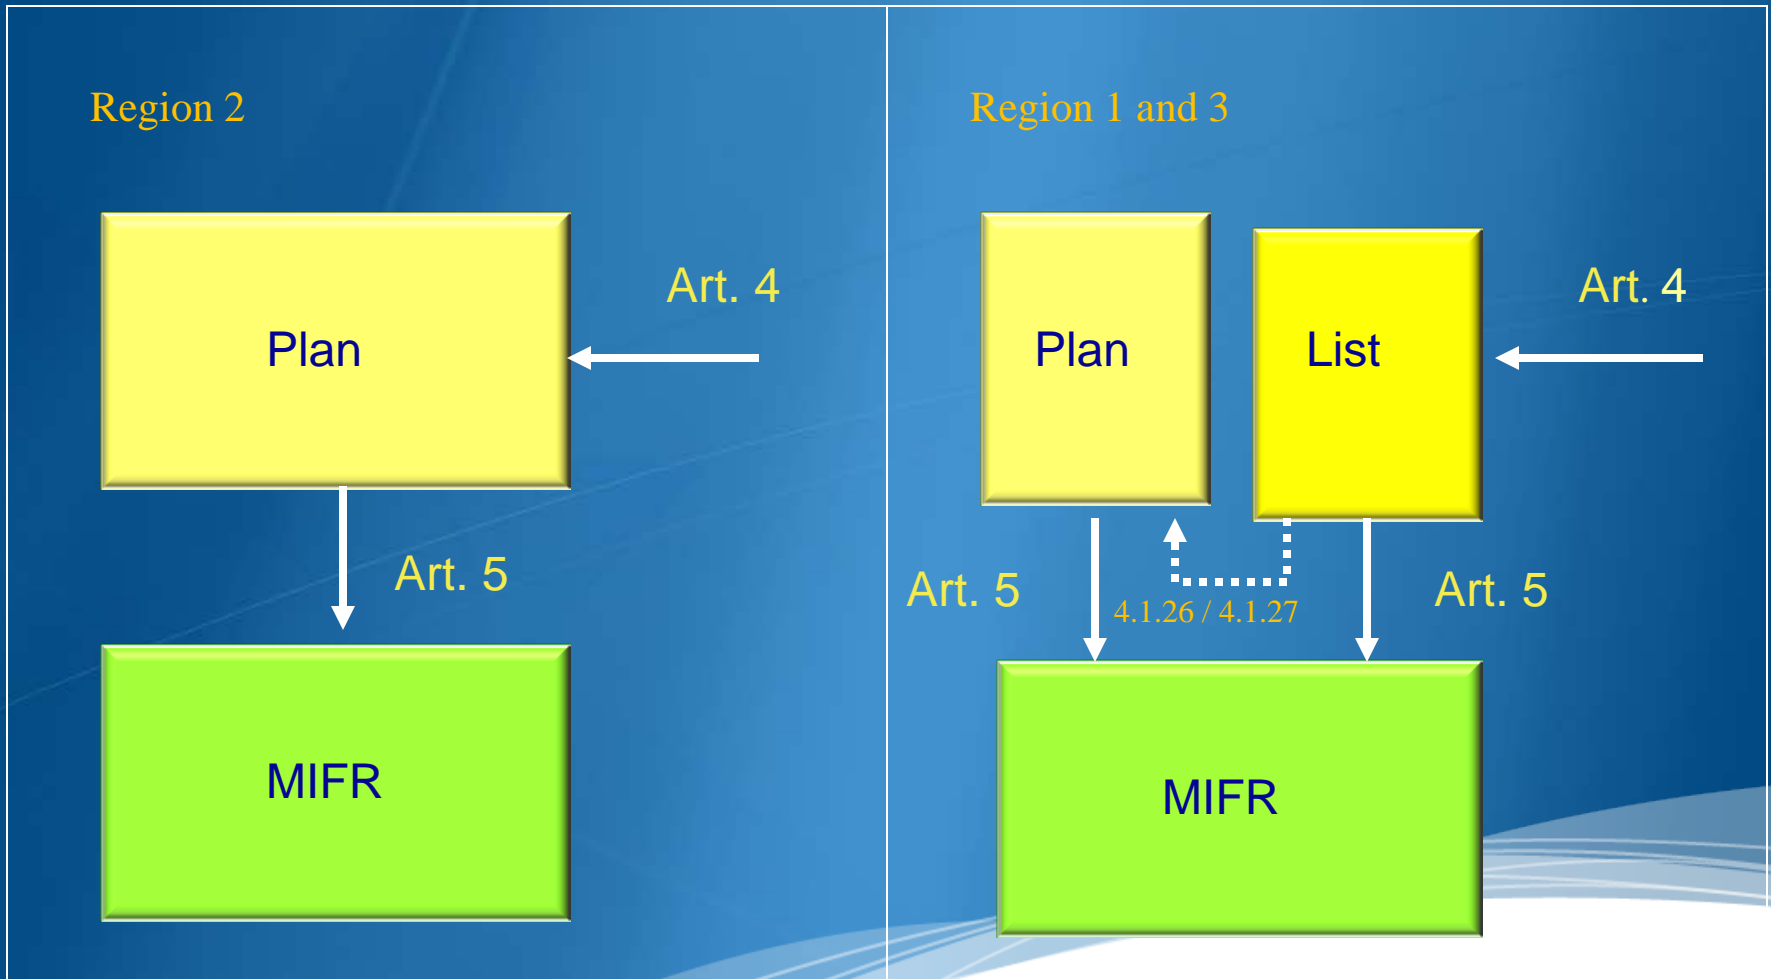 Region 2
Art. 4
Plan
Art. 5
MIFR
Region 1 and 3
Art. 4
Plan
List
Art. 5
4.1.26 / 4.1.27
Art. 5
MIFR